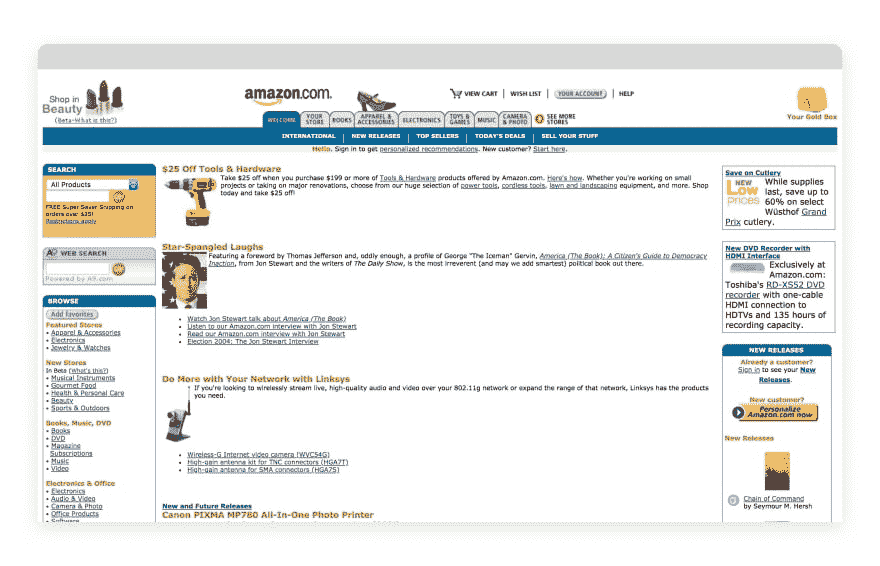 Shop in
Beauty
(Beta-What is this?)
amazon.com.
VIEW CART | WISH LIST | YOUR ACCOUNT | HELP
Your Gold Box
WELCOME
YOUR STORE
BOOKS
APPAREL & ACCESSORIES
ELECTRONICS
TOYS & GAMES
MUSIC
CAMERA & PHOTO
SEE MORE STORES
INTERNATIONAL | NEW RELEASES | TOP SELLERS | TODAY'S DEALS | SELL YOUR STUFF
Hello. Sign in to get personalized recommendations. New customer? Start here.
SEARCH
All Products
FREE Super Saver Shipping on
orders over $25!
Restrictions apply
A9 WEB SEARCH
Powered by A9.com
BROWSE
Add favorites
Featured Stores
• Apparel & Accessories
• Electronics
• Jewelry & Watches
New Stores
In Beta (What's this?)
• Musical Instruments
• Gourmet Food
• Health & Personal Care
• Beauty
• Sports & Outdoors
Books, Music, DVD
• Books
• DVD
• Magazine
Subscriptions
• Music
• Video
Electronics & Office
• Electronics
• Audio & Video
• Camera & Photo
• Office Products
• Software
$25 Off Tools & Hardware
Take $25 off when you purchase $199 or more of Tools & Hardware products offered by Amazon.com. Here's how. Whether you're working on small
projects or taking on major renovations, choose from our huge selection of power tools, cordless tools, lawn and landscaping equipment, and more. Shop
today and take $25 off!
Star-Spangled Laughs
Featuring a foreword by Thomas Jefferson and, oddly enough, a profile of George "The Iceman" Gervin, America (The Book): A Citizen's Guide to Democracy
Inaction, from Jon Stewart and the writers of The Daily Show, is the most irreverent (and may we add smartest) political book out there.
• Watch Jon Stewart talk about America (The Book)
• Listen to our Amazon.com interview with Jon Stewart
• Read our Amazon.com interview with Jon Stewart
• Election 2004: The Jon Stewart Interview
Do More with Your Network with Linksys
If you're looking to wirelessly stream live, high-quality audio and video over your 802.11g network or expand the range of that network, Linksys has the products
you need.
• Wireless-G Internet video camera (WVC54G)
• High-gain antenna kit for TNC connectors (HGA7T)
• High-gain antenna for SMA connectors (HGA7S)
New and Future Releases
Canon PIXMA MP780 All-In-One Photo Printer
Save on Cutlery
NEW
Low
PRICES
While supplies
last, save up to
60% on select
Wüsthof Grand
Prix cutlery.
New DVD Recorder with
HDMI Interface
Exclusively at
Amazon.com:
Toshiba's RD-XS52 DVD
recorder with one-cable
HDMI connection to
HDTVs and 135 hours of
recording capacity.
NEW RELEASES
Already a customer?
Sign in to see your New
Releases.
New customer?
Personalize
Amazon.com now
New Releases
Chain of Command
by Seymour M. Hersh